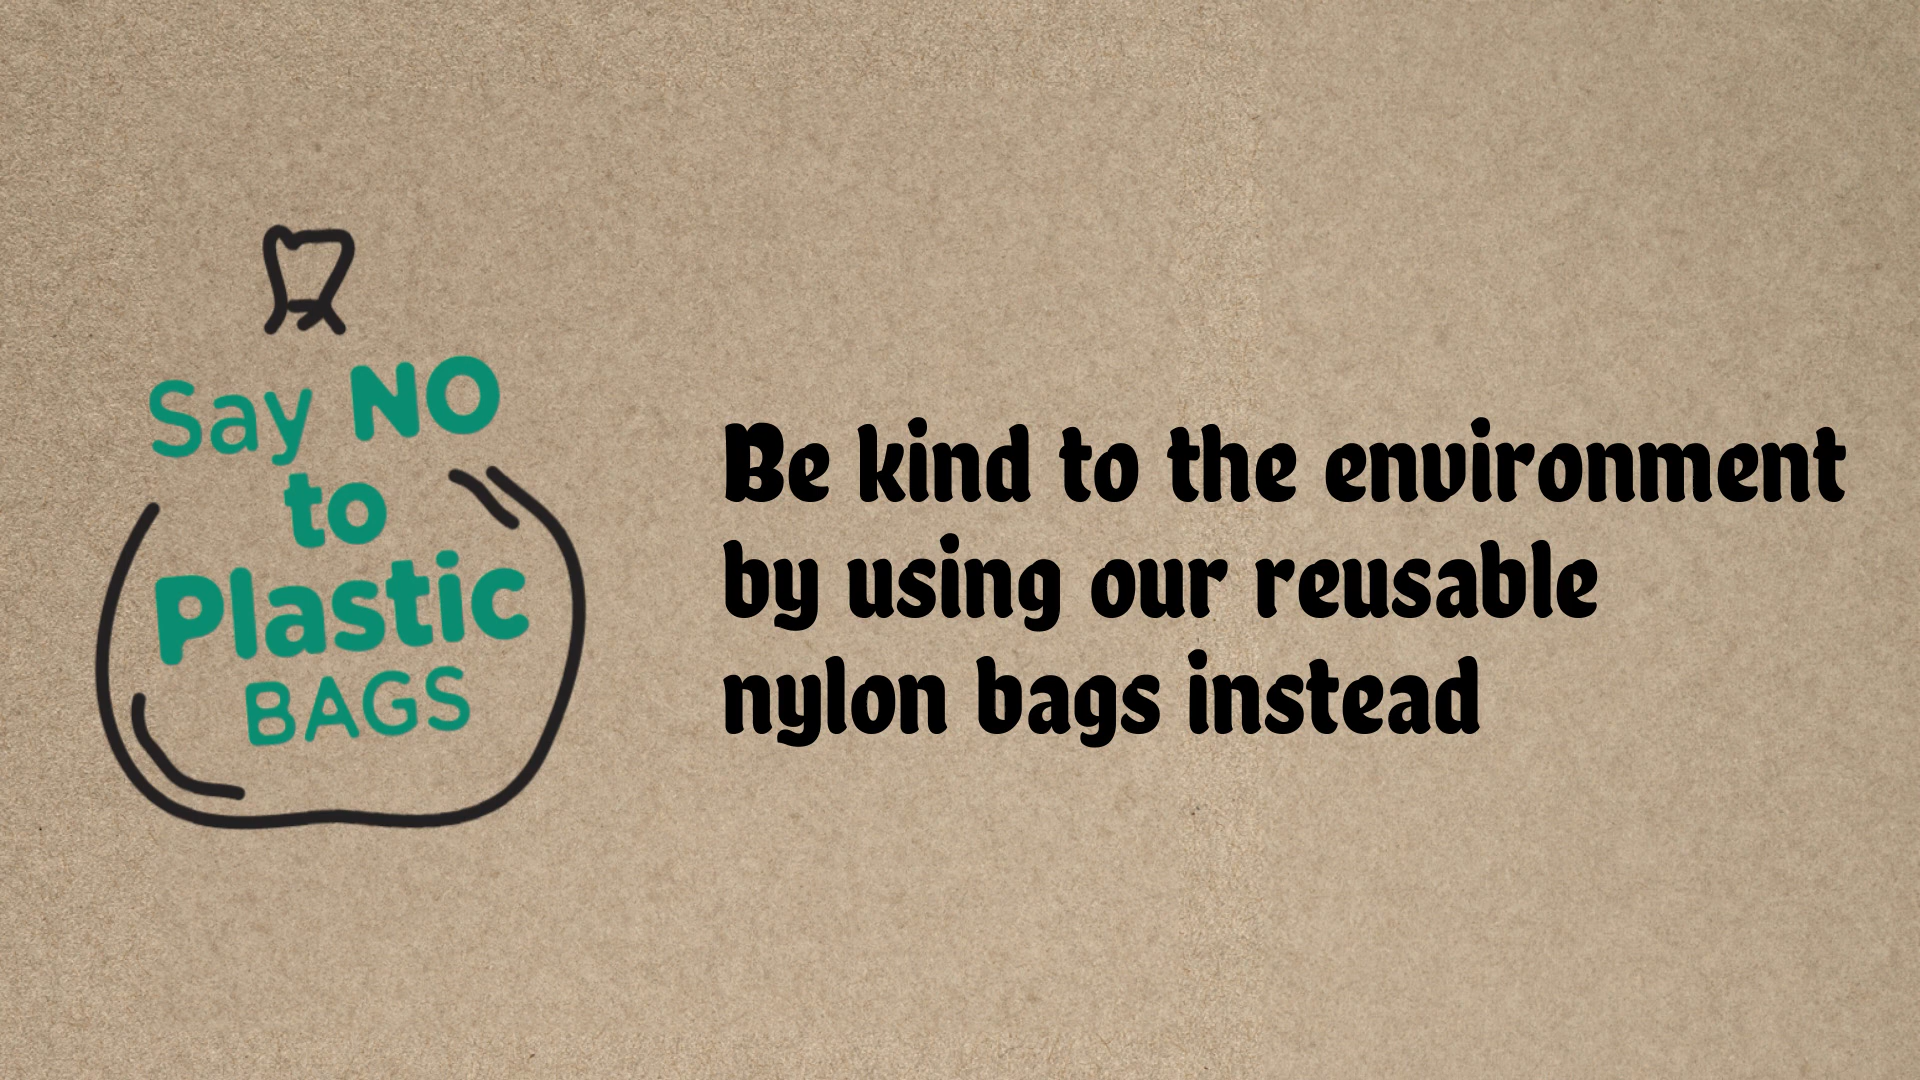 Say NO
to
Plastic
BAGS
Be kind to the environment
by using our reusable
nylon bags instead